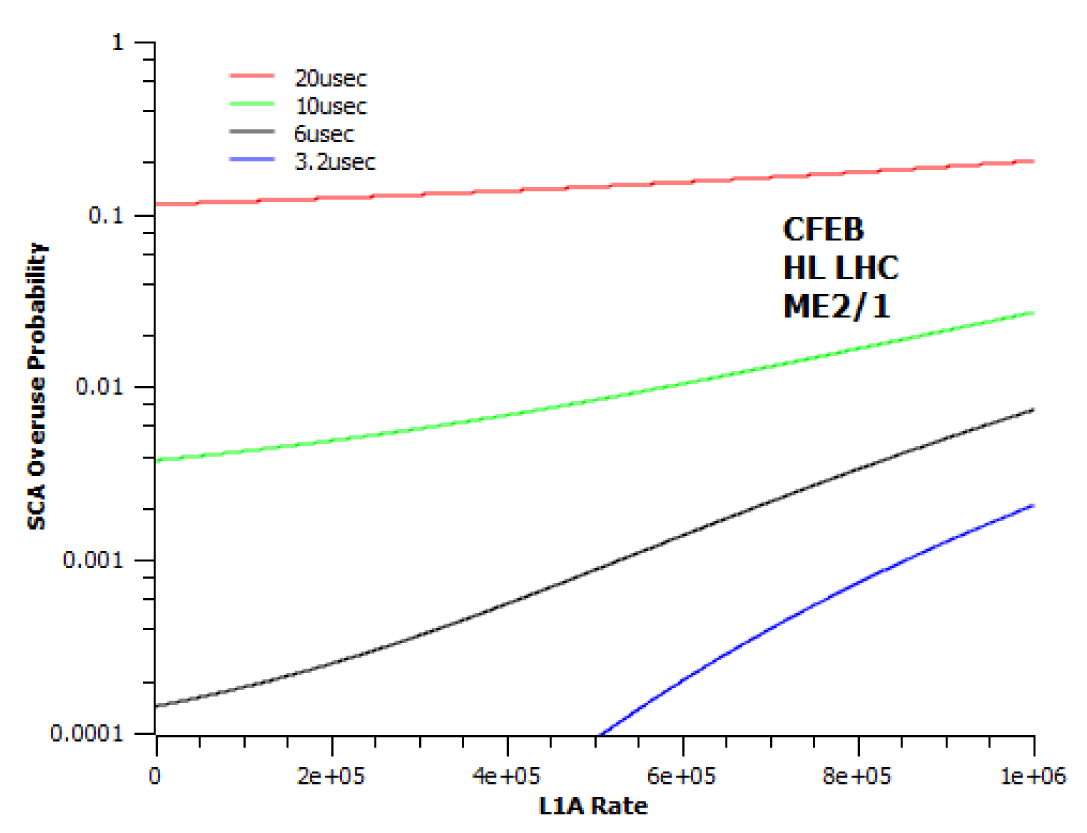 1
20usec
10usec
6usec
3.2usec
0.1
CFEB
HL LHC
ME2/1
SCA Overuse Probability
0.01
0.001
0.0001
0 2e+05 4e+05 6e+05 8e+05 1e+06
L1A Rate